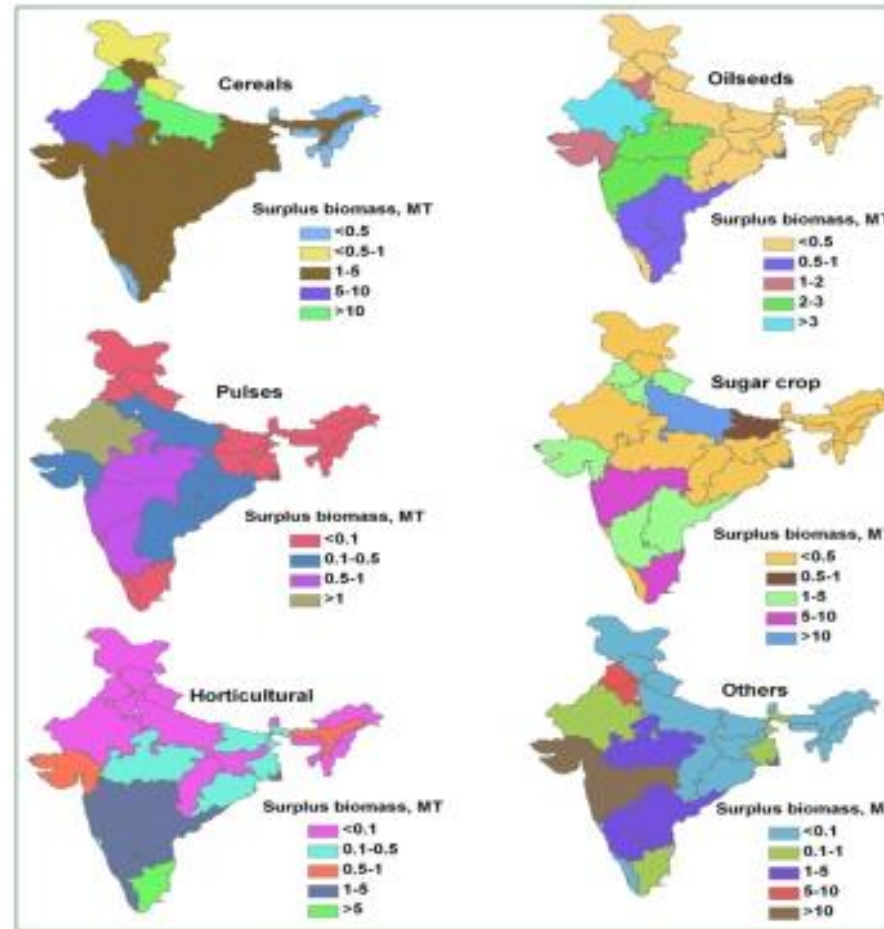 Cereals
Surplus biomass, MT
<0.5
<0.5-1
1-5
5-10
>10
Oilseeds
Surplus biomass, MT
<0.5
0.5-1
1-2
2-3
>3
Pulses
Surplus biomass, MT
<0.1
0.1-0.5
0.5-1
>1
Sugar crop
Surplus biomass, MT
<0.5
0.5-1
1-5
5-10
>10
Horticultural
Surplus biomass, MT
<0.1
0.1-0.5
0.5-1
1-5
>5
Others
Surplus biomass, MT
<0.1
0.1-1
1-5
5-10
>10